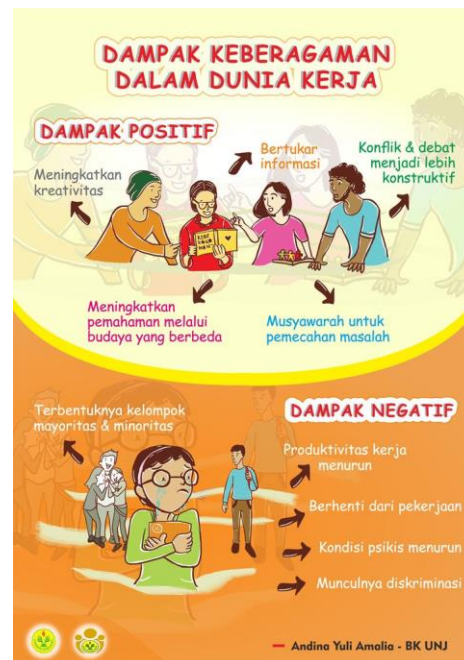 DAMPAK KEBERAGAMAN
DALAM DUNIA KERJA
DAMPAK POSITIF
Meningkatkan
kreativitas
Bertukar
informasi
Konflik & debat
menjadi lebih
konstruktif
Meningkatkan
pemahaman melalui
budaya yang berbeda
Musyawarah untuk
pemecahan masalah
DAMPAK NEGATIF
Terbentuknya kelompok
mayoritas & minoritas
Produktivitas kerja
menurun
Berhenti dari pekerjaan
Kondisi psikis menurun
Munculnya diskriminasi
Andina Yuli Amalia - BK UNJ